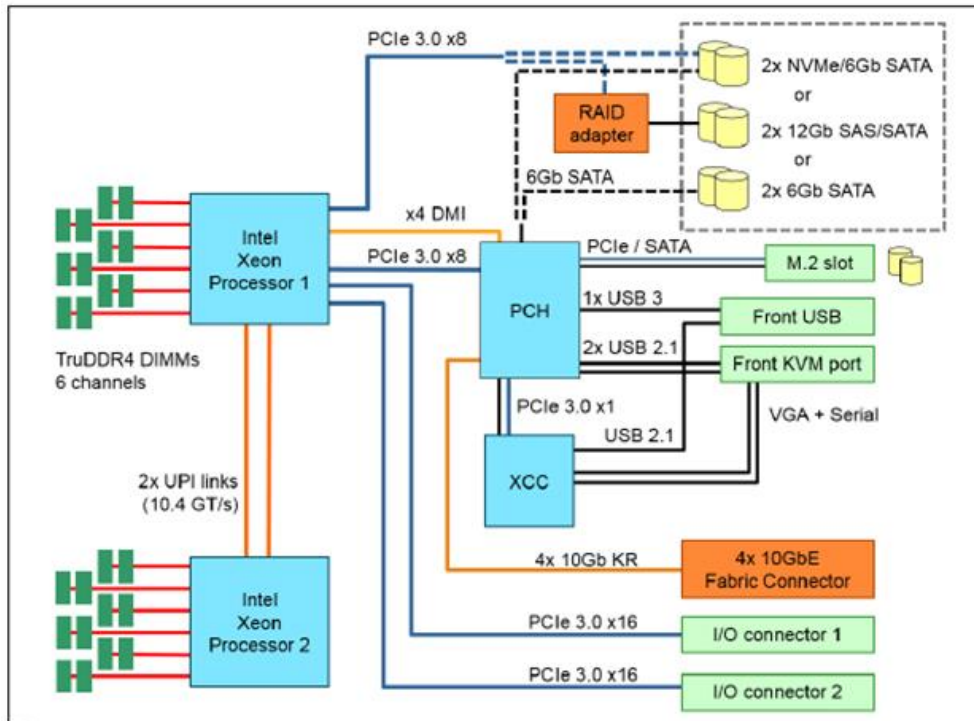 PCIe 3.0 x8
2x NVMe/6Gb SATA
or
RAID
adapter
2x 12Gb SAS/SATA
or
6Gb SATA
2x 6Gb SATA
Intel
Xeon
Processor 1
x4 DMI
PCIe 3.0 x8
PCH
PCIe / SATA
M.2 slot
1x USB 3
Front USB
2x USB 2.1
Front KVM port
TruDDR4 DIMMs
6 channels
PCIe 3.0 x1
VGA + Serial
USB 2.1
XCC
2x UPI links
(10.4 GT/s)
4x 10Gb KR
4x 10GbE
Fabric Connector
Intel
Xeon
Processor 2
PCIe 3.0 x16
I/O connector 1
PCIe 3.0 x16
I/O connector 2